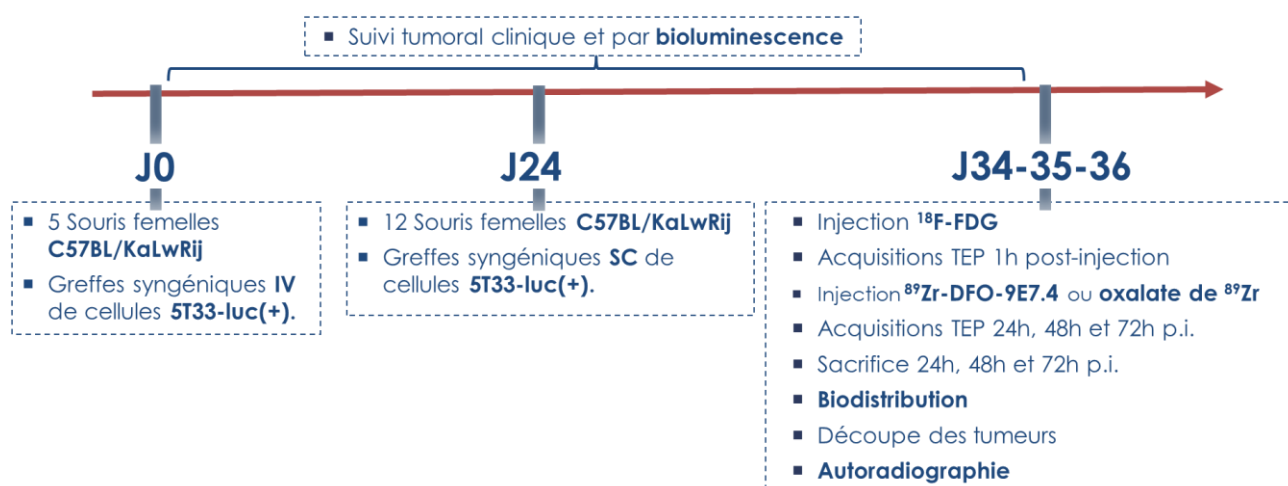 ▪ Suivi tumoral clinique et par bioluminescence
J0
J24
J34-35-36
▪ 5 Souris femelles
C57BL/KaLwRij
▪ Greffes syngéniques IV
de cellules 5T33-luc(+).
▪ 12 Souris femelles C57BL/KaLwRij
▪ Greffes syngéniques SC de
cellules 5T33-luc(+).
▪ Injection ¹⁸F-FDG
▪ Acquisitions TEP 1h post-injection
▪ Injection ⁸⁹Zr-DFO-9E7.4 ou oxalate de ⁸⁹Zr
▪ Acquisitions TEP 24h, 48h et 72h p.i.
▪ Sacrifice 24h, 48h et 72h p.i.
▪ Biodistribution
▪ Découpe des tumeurs
▪ Autoradiographie